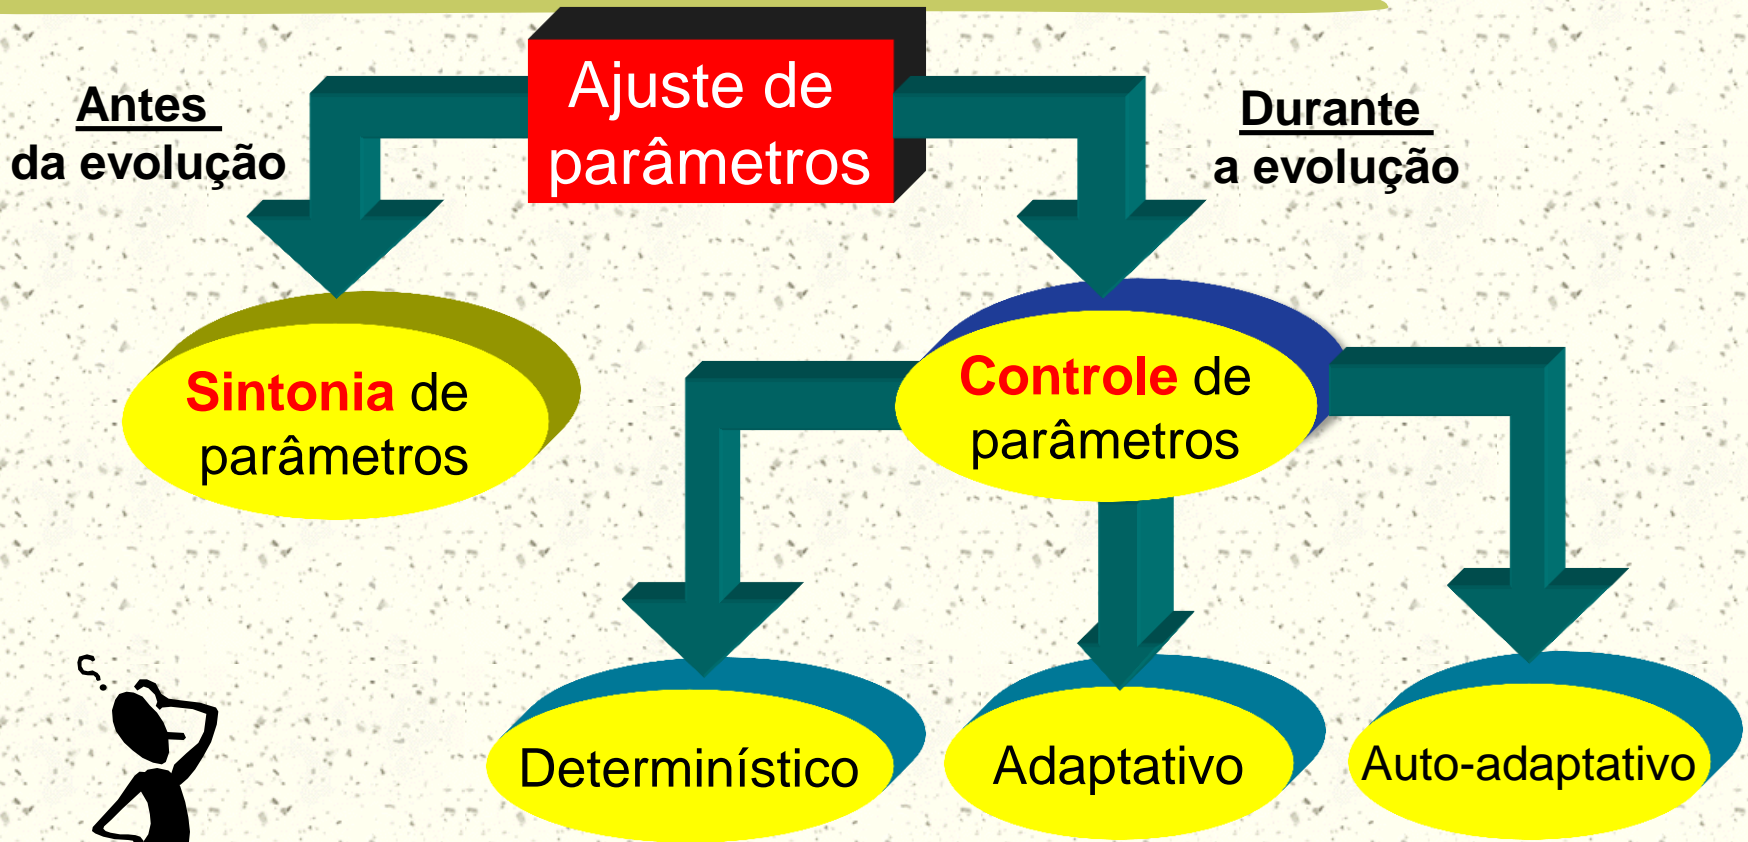 Ajuste de
parâmetros
Antes
da evolução
Durante
a evolução
Sintonia de
parâmetros
Controle de
parâmetros
Determinístico
Adaptativo
Auto-adaptativo